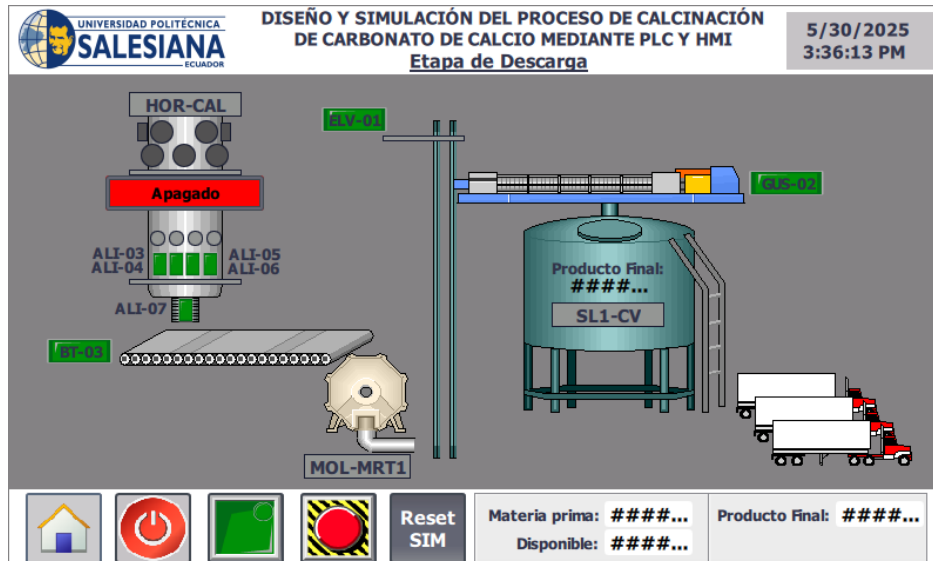 UNIVERSIDAD POLITÉCNICA
SALESIANA
ECUADOR
DISEÑO Y SIMULACIÓN DEL PROCESO DE CALCINACIÓN
DE CARBONATO DE CALCIO MEDIANTE PLC Y HMI
Etapa de Descarga
5/30/2025
3:36:13 PM
HOR-CAL
ELV-01
Apagado
GUS-02
ALI-03
ALI-04
ALI-05
ALI-06
Producto Final:
####...
SL1-CV
ALI-07
BT-03
MOL-MRT1
Reset
SIM
Materia prima: ####...
Disponible: ####...
Producto Final: ####...